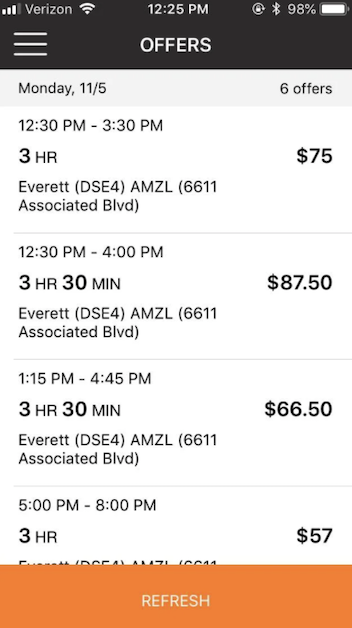 Verizon 12:25 PM 98%
OFFERS
Monday, 11/5 6 offers
12:30 PM - 3:30 PM
3 HR $75
Everett (DSE4) AMZL (6611
Associated Blvd)
12:30 PM - 4:00 PM
3 HR 30 MIN $87.50
Everett (DSE4) AMZL (6611
Associated Blvd)
1:15 PM - 4:45 PM
3 HR 30 MIN $66.50
Everett (DSE4) AMZL (6611
Associated Blvd)
5:00 PM - 8:00 PM
3 HR $57
Everett (DSE4) AMZL (6611
REFRESH